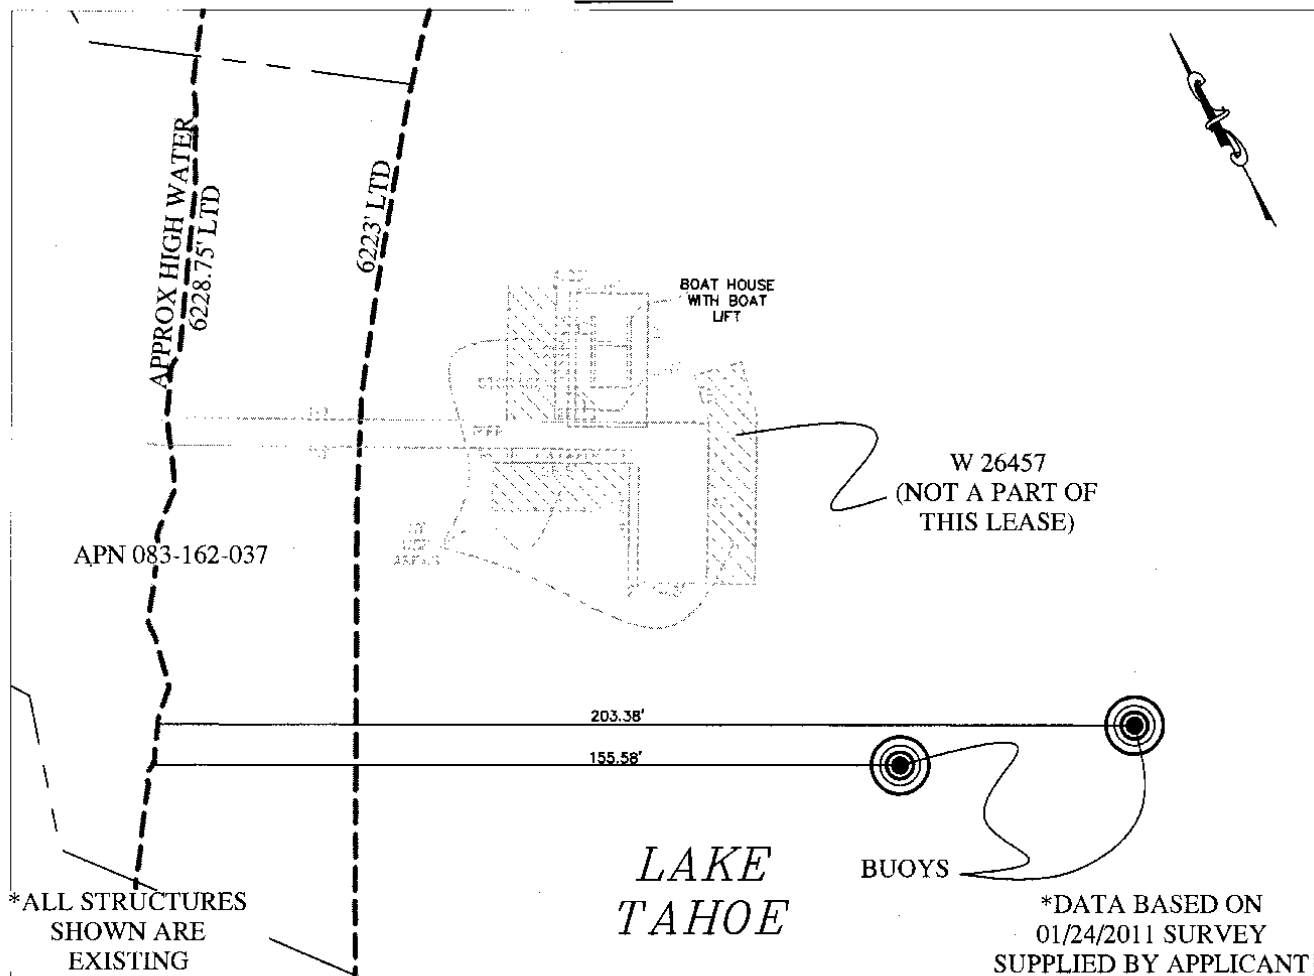 APPROX HIGH WATER
6228.75' LTD
6223' LTD
BOAT HOUSE
WITH BOAT
LIFT
W 26457
(NOT A PART OF
THIS LEASE)
APN 083-162-037
203.38'
155.58'
LAKE
TAHOE
BUOYS
*ALL STRUCTURES
SHOWN ARE
EXISTING
*DATA BASED ON
01/24/2011 SURVEY
SUPPLIED BY APPLICANT